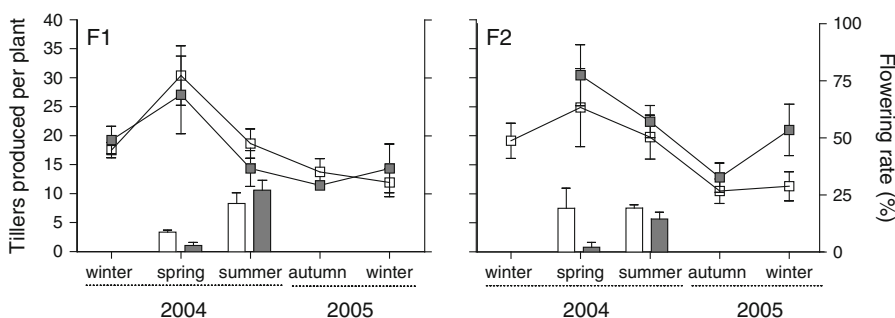 F1
F2
Tillers produced per plant
40
35
30
25
20
15
10
5
0
100
75
50
25
0
Flowering rate (%)
winter spring summer autumn winter
winter spring summer autumn winter
2004 2005
2004 2005